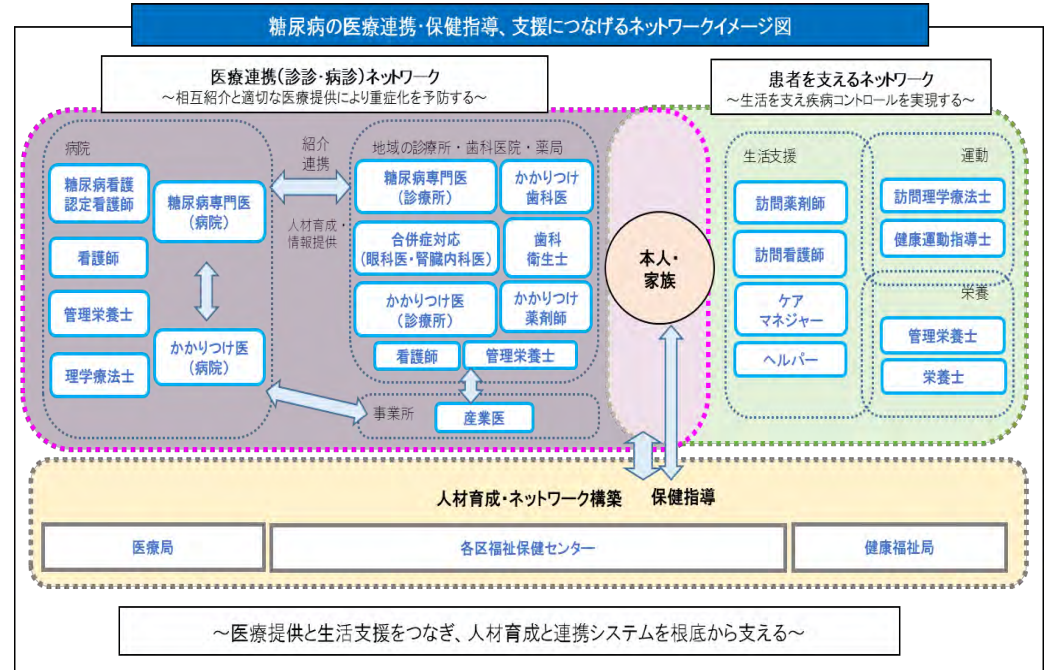 糖尿病の医療連携・保健指導、支援につなげるネットワークイメージ図
医療連携(診診・病診)ネットワーク
～相互紹介と適切な医療提供により重症化を予防する～
患者を支えるネットワーク
～生活を支え疾病コントロールを実現する～
病院
糖尿病看護
認定看護師
看護師
管理栄養士
理学療法士
糖尿病専門医
(病院)
かかりつけ医
(病院)
紹介
連携
人材育成・
情報提供
地域の診療所・歯科医院・薬局
糖尿病専門医
(診療所)
かかりつけ
歯科医
合併症対応
(眼科医・腎臓内科医)
歯科
衛生士
かかりつけ医
(診療所)
かかりつけ
薬剤師
看護師
管理栄養士
事業所
産業医
本人・
家族
生活支援
訪問薬剤師
訪問看護師
ケア
マネジャー
ヘルパー
運動
訪問理学療法士
健康運動指導士
栄養
管理栄養士
栄養士
人材育成・ネットワーク構築
保健指導
医療局
各区福祉保健センター
健康福祉局
～医療提供と生活支援をつなぎ、人材育成と連携システムを根底から支える～